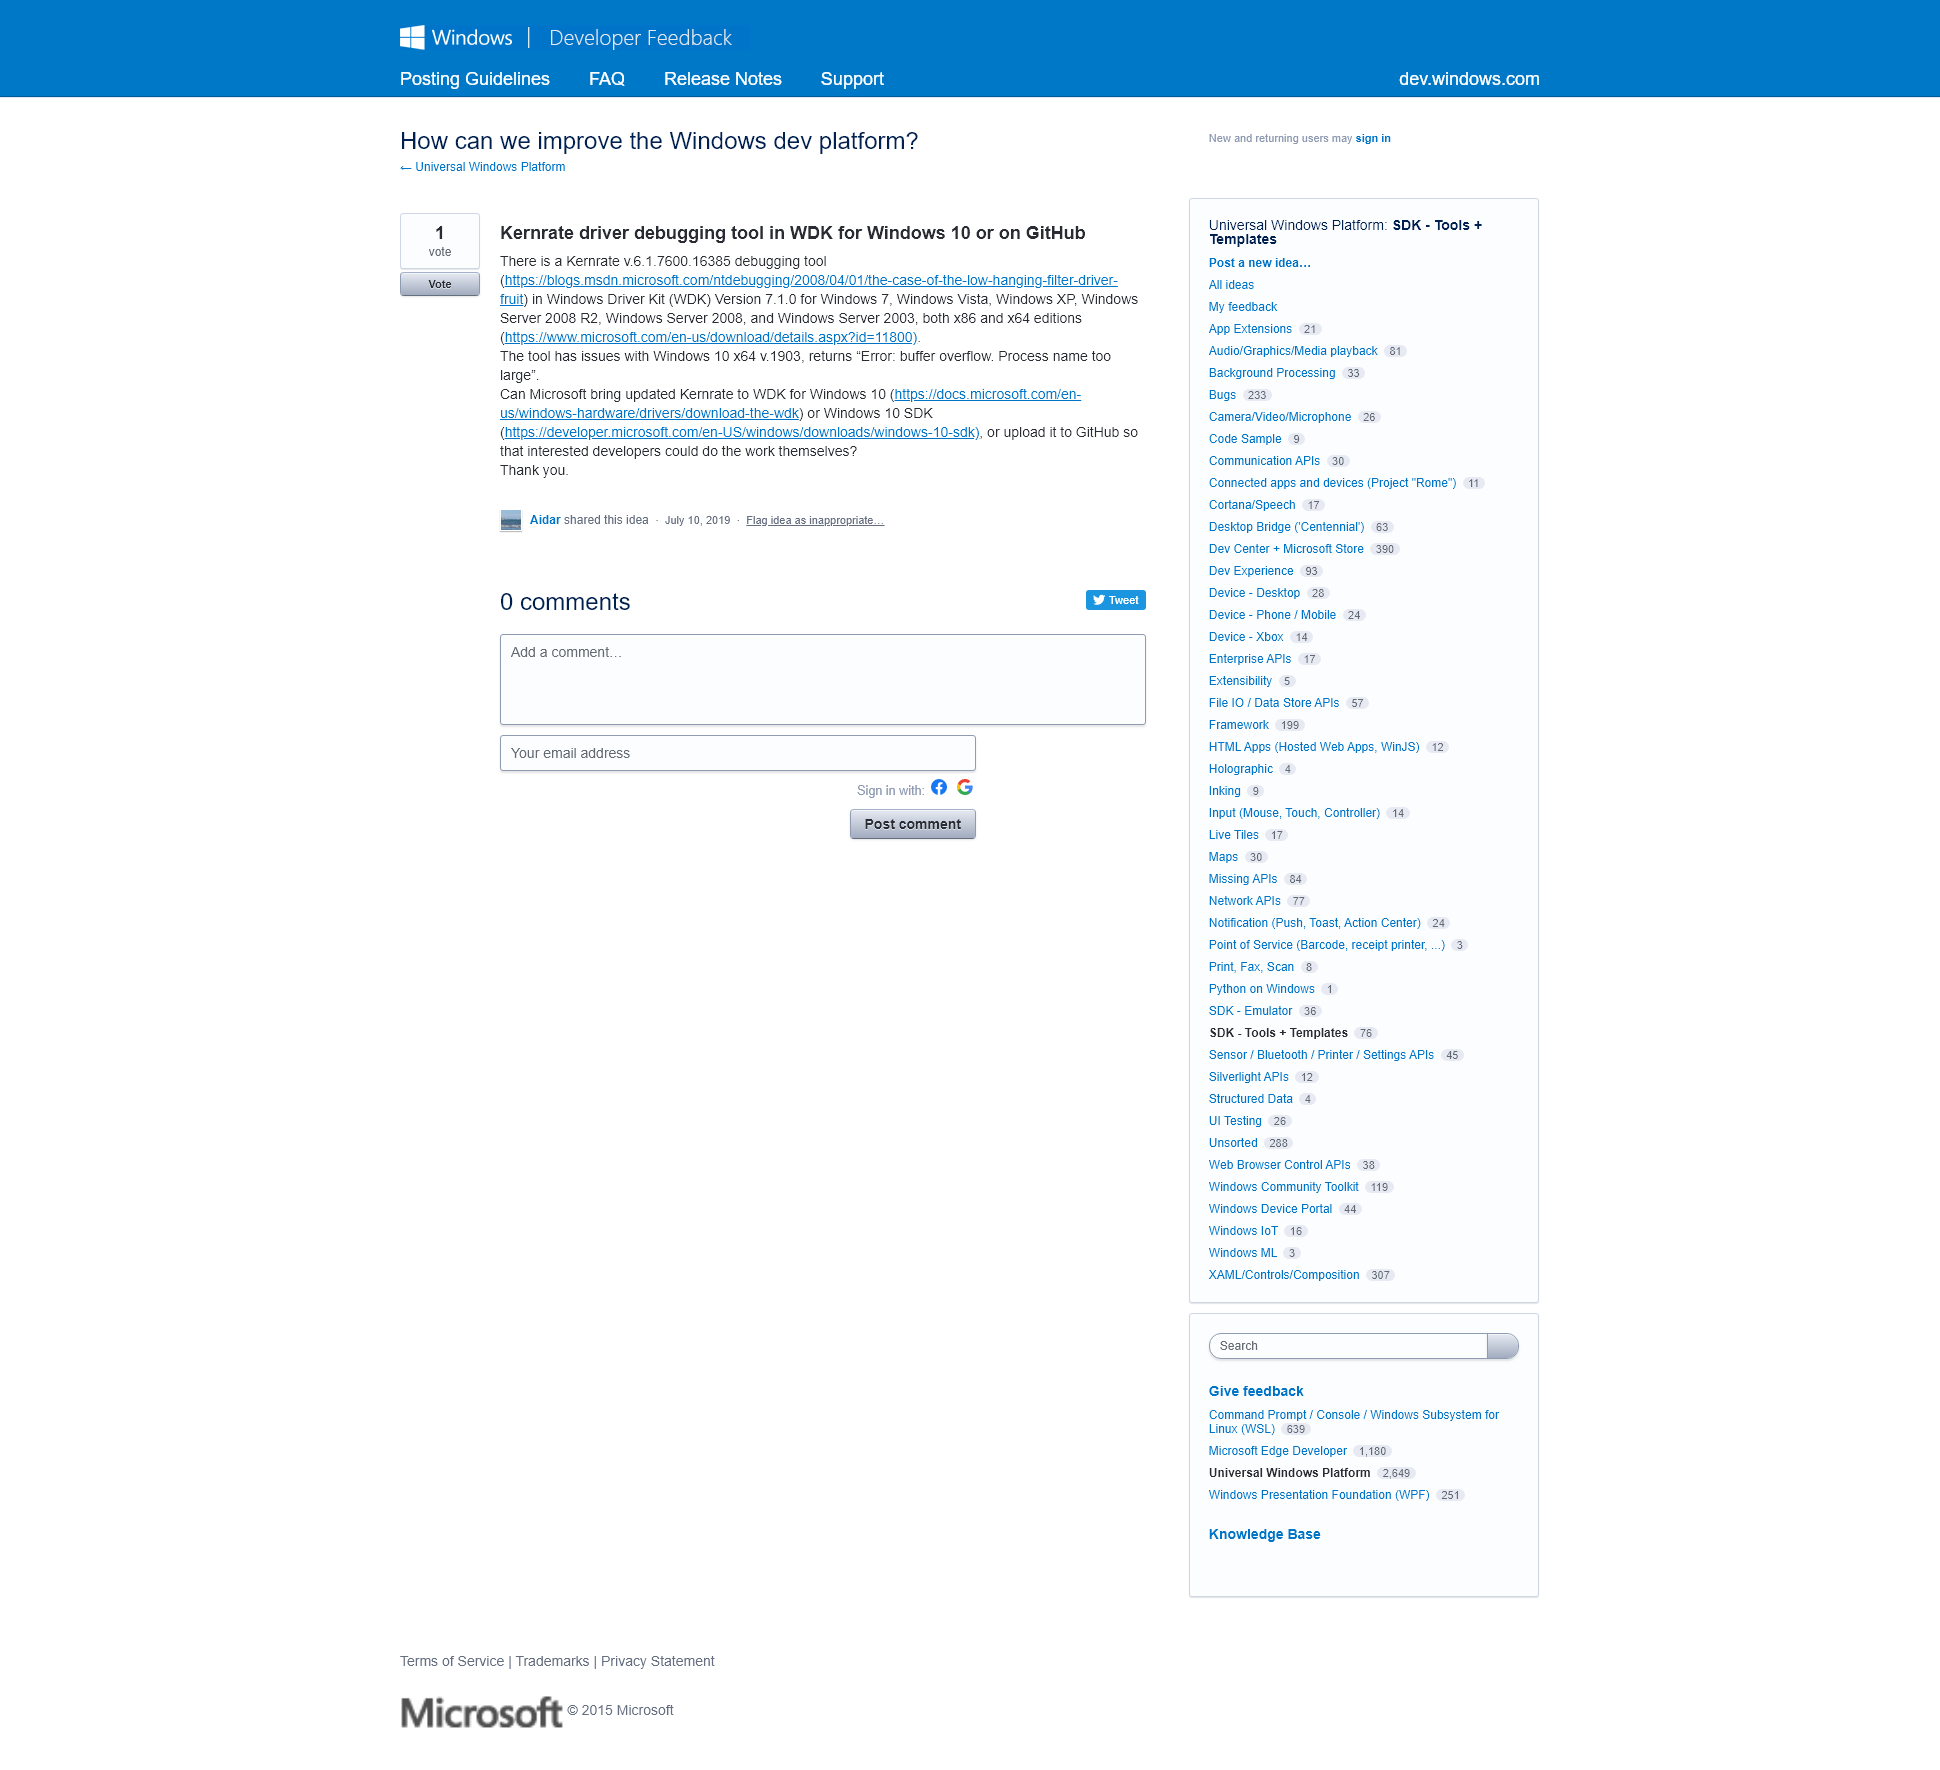 Windows | Developer Feedback
Posting Guidelines FAQ Release Notes Support dev.windows.com
How can we improve the Windows dev platform?
← Universal Windows Platform
New and returning users may sign in
1
vote
Vote
Kernrate driver debugging tool in WDK for Windows 10 or on GitHub
There is a Kernrate v.6.1.7600.16385 debugging tool
(https://blogs.msdn.microsoft.com/ntdebugging/2008/04/01/the-case-of-the-low-hanging-filter-driver-
fruit) in Windows Driver Kit (WDK) Version 7.1.0 for Windows 7, Windows Vista, Windows XP, Windows
Server 2008 R2, Windows Server 2008, and Windows Server 2003, both x86 and x64 editions
(https://www.microsoft.com/en-us/download/details.aspx?id=11800).
The tool has issues with Windows 10 x64 v.1903, returns “Error: buffer overflow. Process name too
large”.
Can Microsoft bring updated Kernrate to WDK for Windows 10 (https://docs.microsoft.com/en-
us/windows-hardware/drivers/download-the-wdk) or Windows 10 SDK
(https://developer.microsoft.com/en-US/windows/downloads/windows-10-sdk), or upload it to GitHub so
that interested developers could do the work themselves?
Thank you.
Aidar shared this idea · July 10, 2019 · Flag idea as inappropriate…
0 comments
Tweet
Add a comment…
Your email address
Sign in with:
Post comment
Universal Windows Platform: SDK - Tools +
Templates
Post a new idea…
All ideas
My feedback
App Extensions 21
Audio/Graphics/Media playback 81
Background Processing 33
Bugs 233
Camera/Video/Microphone 26
Code Sample 9
Communication APIs 30
Connected apps and devices (Project "Rome") 11
Cortana/Speech 17
Desktop Bridge ('Centennial') 63
Dev Center + Microsoft Store 390
Dev Experience 93
Device - Desktop 28
Device - Phone / Mobile 24
Device - Xbox 14
Enterprise APIs 17
Extensibility 5
File IO / Data Store APIs 57
Framework 199
HTML Apps (Hosted Web Apps, WinJS) 12
Holographic 4
Inking 9
Input (Mouse, Touch, Controller) 14
Live Tiles 17
Maps 30
Missing APIs 84
Network APIs 77
Notification (Push, Toast, Action Center) 24
Point of Service (Barcode, receipt printer, ...) 3
Print, Fax, Scan 8
Python on Windows 1
SDK - Emulator 36
SDK - Tools + Templates 76
Sensor / Bluetooth / Printer / Settings APIs 45
Silverlight APIs 12
Structured Data 4
UI Testing 26
Unsorted 288
Web Browser Control APIs 38
Windows Community Toolkit 119
Windows Device Portal 44
Windows IoT 16
Windows ML 3
XAML/Controls/Composition 307
Search
Give feedback
Command Prompt / Console / Windows Subsystem for
Linux (WSL) 639
Microsoft Edge Developer 1,180
Universal Windows Platform 2,649
Windows Presentation Foundation (WPF) 251
Knowledge Base
Terms of Service | Trademarks | Privacy Statement
Microsoft © 2015 Microsoft